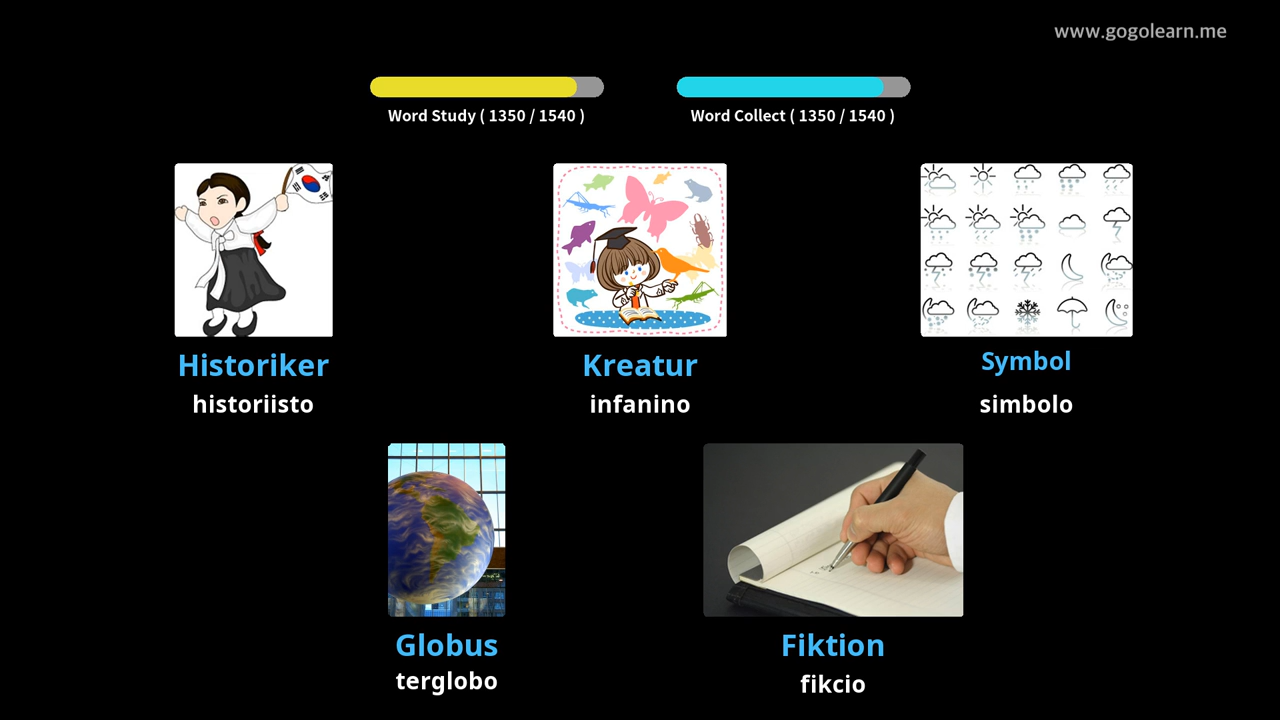 www.gogolearn.me
Word Study ( 1350 / 1540 )
Word Collect ( 1350 / 1540 )
Historiker
historiisto
Kreatur
infanino
Symbol
simbolo
Globus
terglobo
Fiktion
fikcio